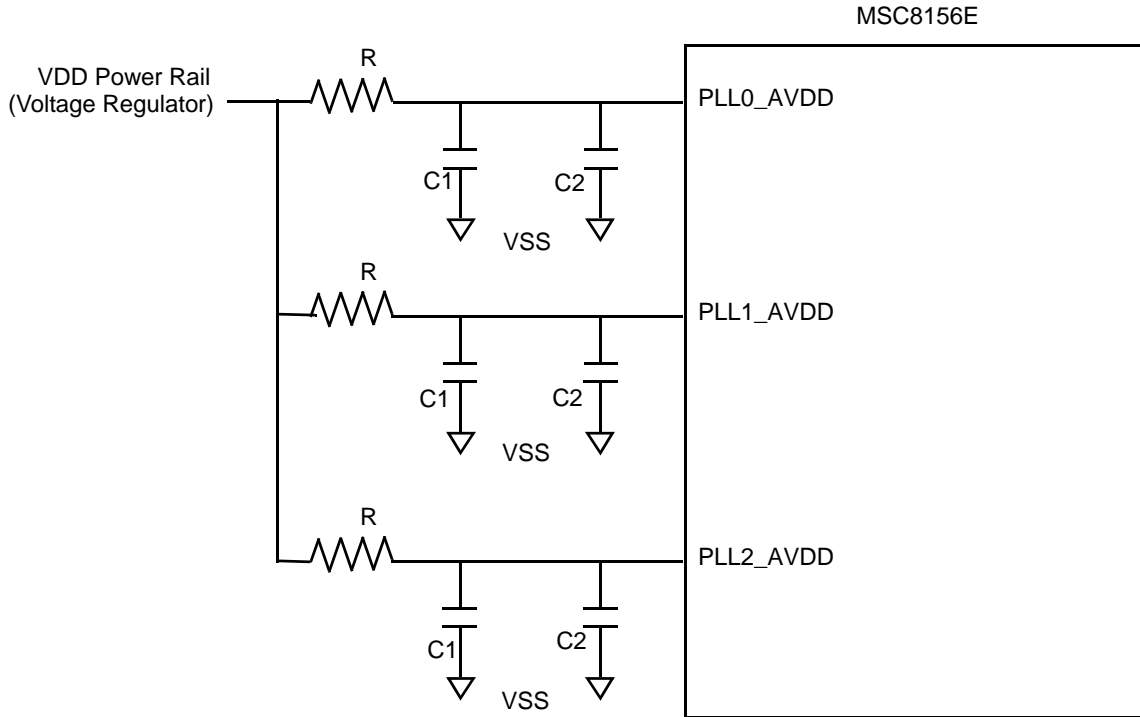 MSC8156E
R
VDD Power Rail
(Voltage Regulator)
PLL0_AVDD
C1
C2
VSS
R
PLL1_AVDD
C1
C2
VSS
R
PLL2_AVDD
C1
C2
VSS